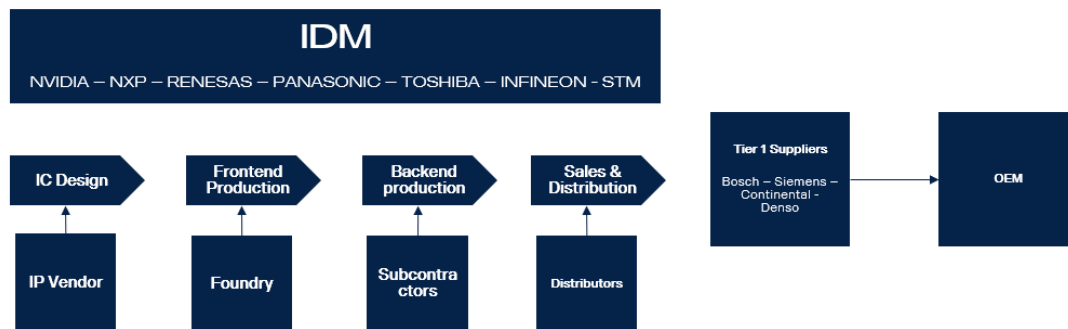 IDM
NVIDIA – NXP – RENESAS – PANASONIC – TOSHIBA – INFINEON - STM
IC Design
Frontend
Production
Backend
production
Sales &
Distribution
IP Vendor
Foundry
Subcontra
ctors
Distributors
Tier 1 Suppliers
Bosch – Siemens –
Continental -
Denso
OEM